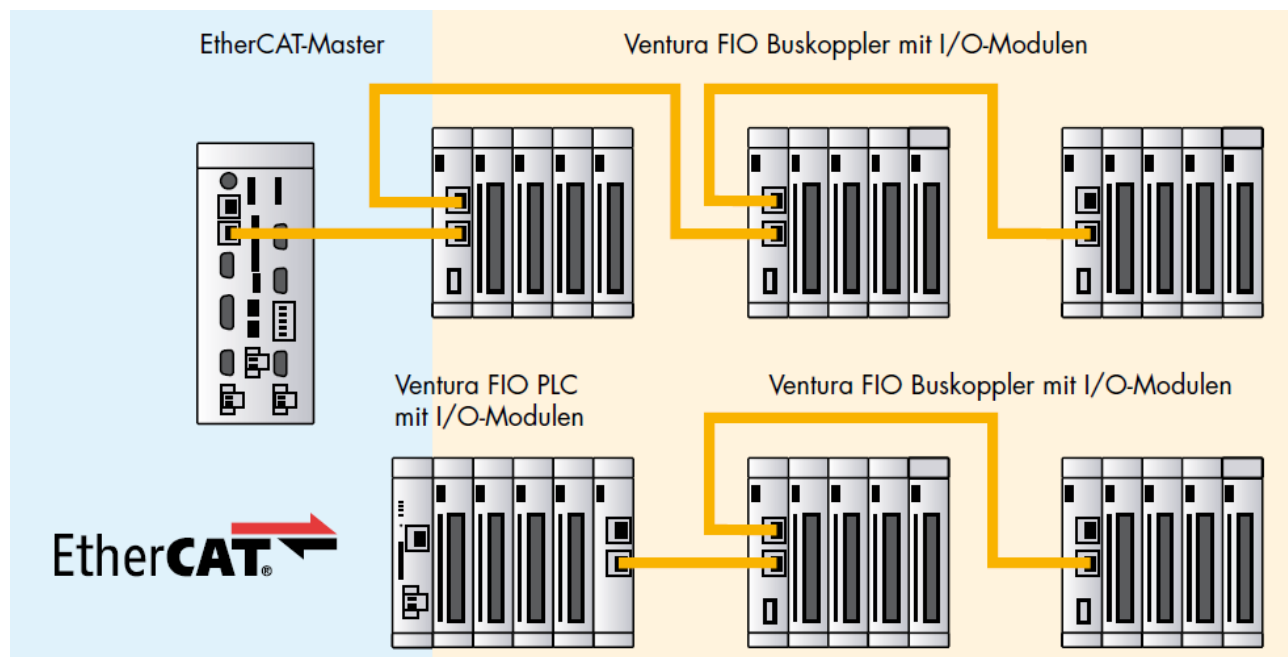 EtherCAT-Master
Ventura FIO Buskoppler mit I/O-Modulen
Ventura FIO PLC
mit I/O-Modulen
Ventura FIO Buskoppler mit I/O-Modulen
EtherCAT®